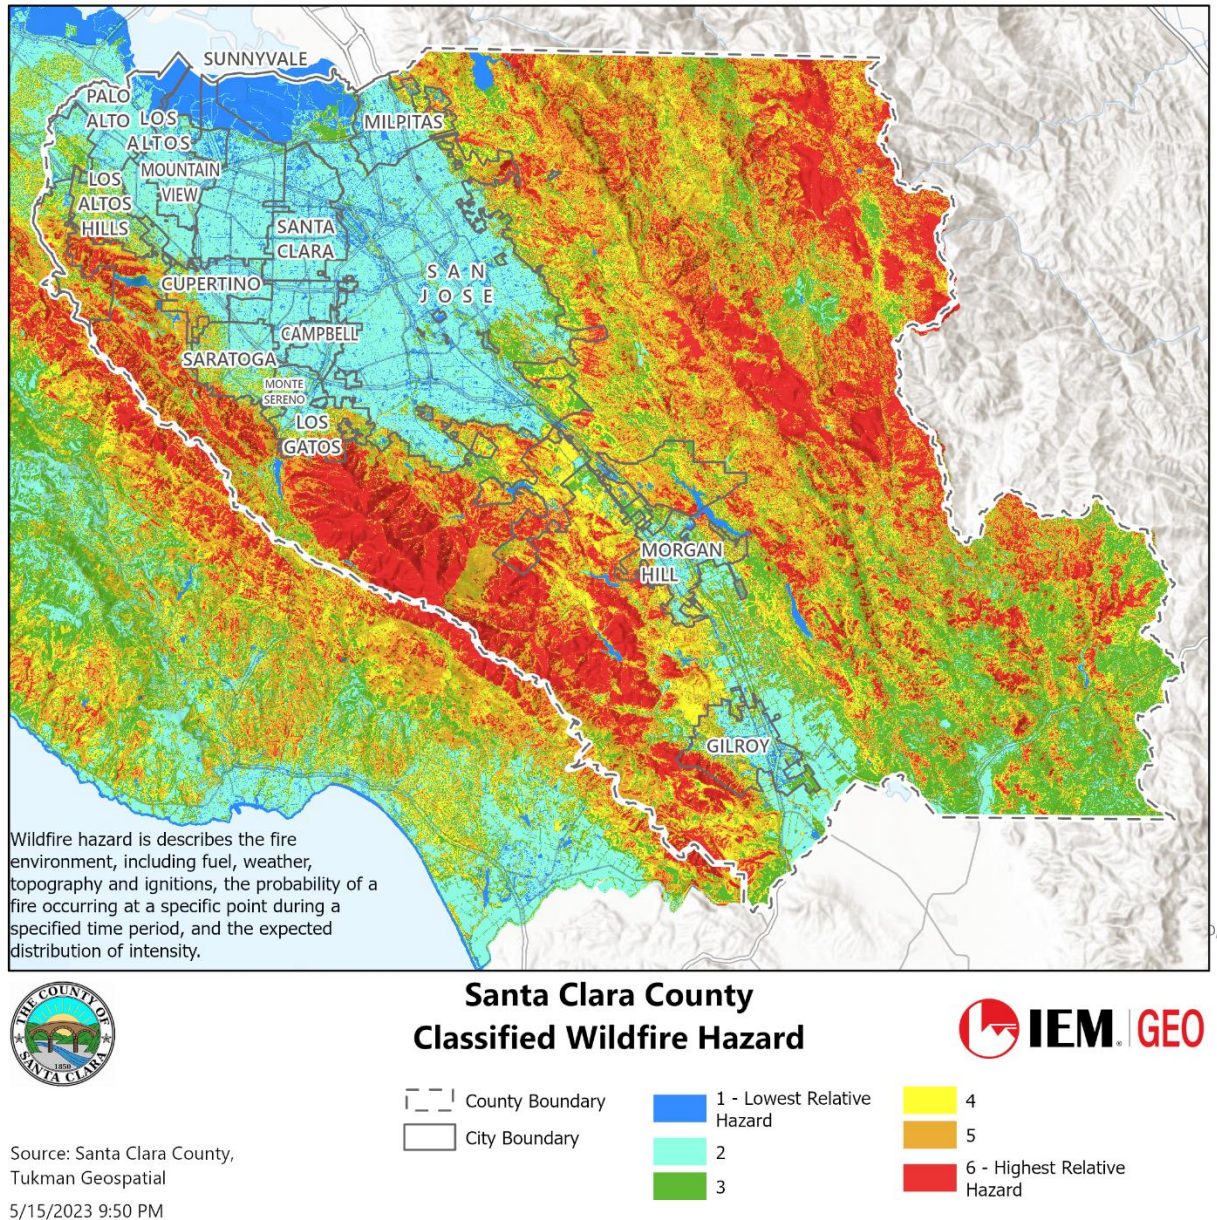 SUNNYVALE
PALO
ALTO
LOS
ALTOS
MILPITAS
MOUNTAIN
VIEW
LOS
ALTOS
HILLS
SANTA
CLARA
SAN
JOSE
CUPERTINO
CAMPBELL
SARATOGA
MONTE
SERENO
LOS
GATOS
MORGAN
HILL
GILROY
Wildfire hazard is describes the fire
environment, including fuel, weather,
topography and ignitions, the probability of a
fire occurring at a specific point during a
specified time period, and the expected
distribution of intensity.
THE COUNTY OF
SANTA CLARA
1850
Santa Clara County
Classified Wildfire Hazard
IEM® | GEO
County Boundary
City Boundary
1 - Lowest Relative
Hazard
2
3
4
5
6 - Highest Relative
Hazard
Source: Santa Clara County,
Tukman Geospatial
5/15/2023 9:50 PM